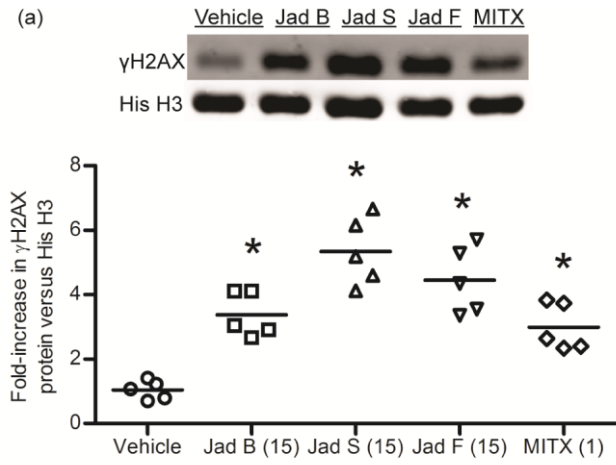 (a)
Vehicle Jad B Jad S Jad F MITX
γH2AX
His H3
Fold-increase in γH2AX
protein versus His H3
8
6
4
2
0
* * * *
Vehicle Jad B (15) Jad S (15) Jad F (15) MITX (1)